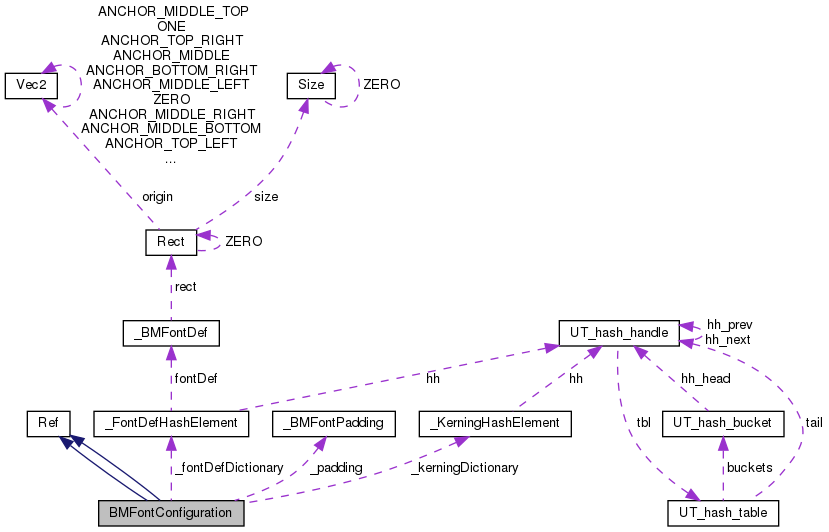 ANCHOR_MIDDLE_TOP
ONE
ANCHOR_TOP_RIGHT
ANCHOR_MIDDLE
ANCHOR_BOTTOM_RIGHT
ANCHOR_MIDDLE_LEFT
ZERO
ANCHOR_MIDDLE_RIGHT
ANCHOR_MIDDLE_BOTTOM
ANCHOR_TOP_LEFT
...
Vec2
Size
ZERO
origin
size
Rect
ZERO
rect
_BMFontDef
UT_hash_handle
hh_prev
hh_next
fontDef
hh
hh
hh_head
Ref
_FontDefHashElement
_BMFontPadding
_KerningHashElement
tbl
UT_hash_bucket
tail
_fontDefDictionary
_padding
_kerningDictionary
buckets
BMFontConfiguration
UT_hash_table